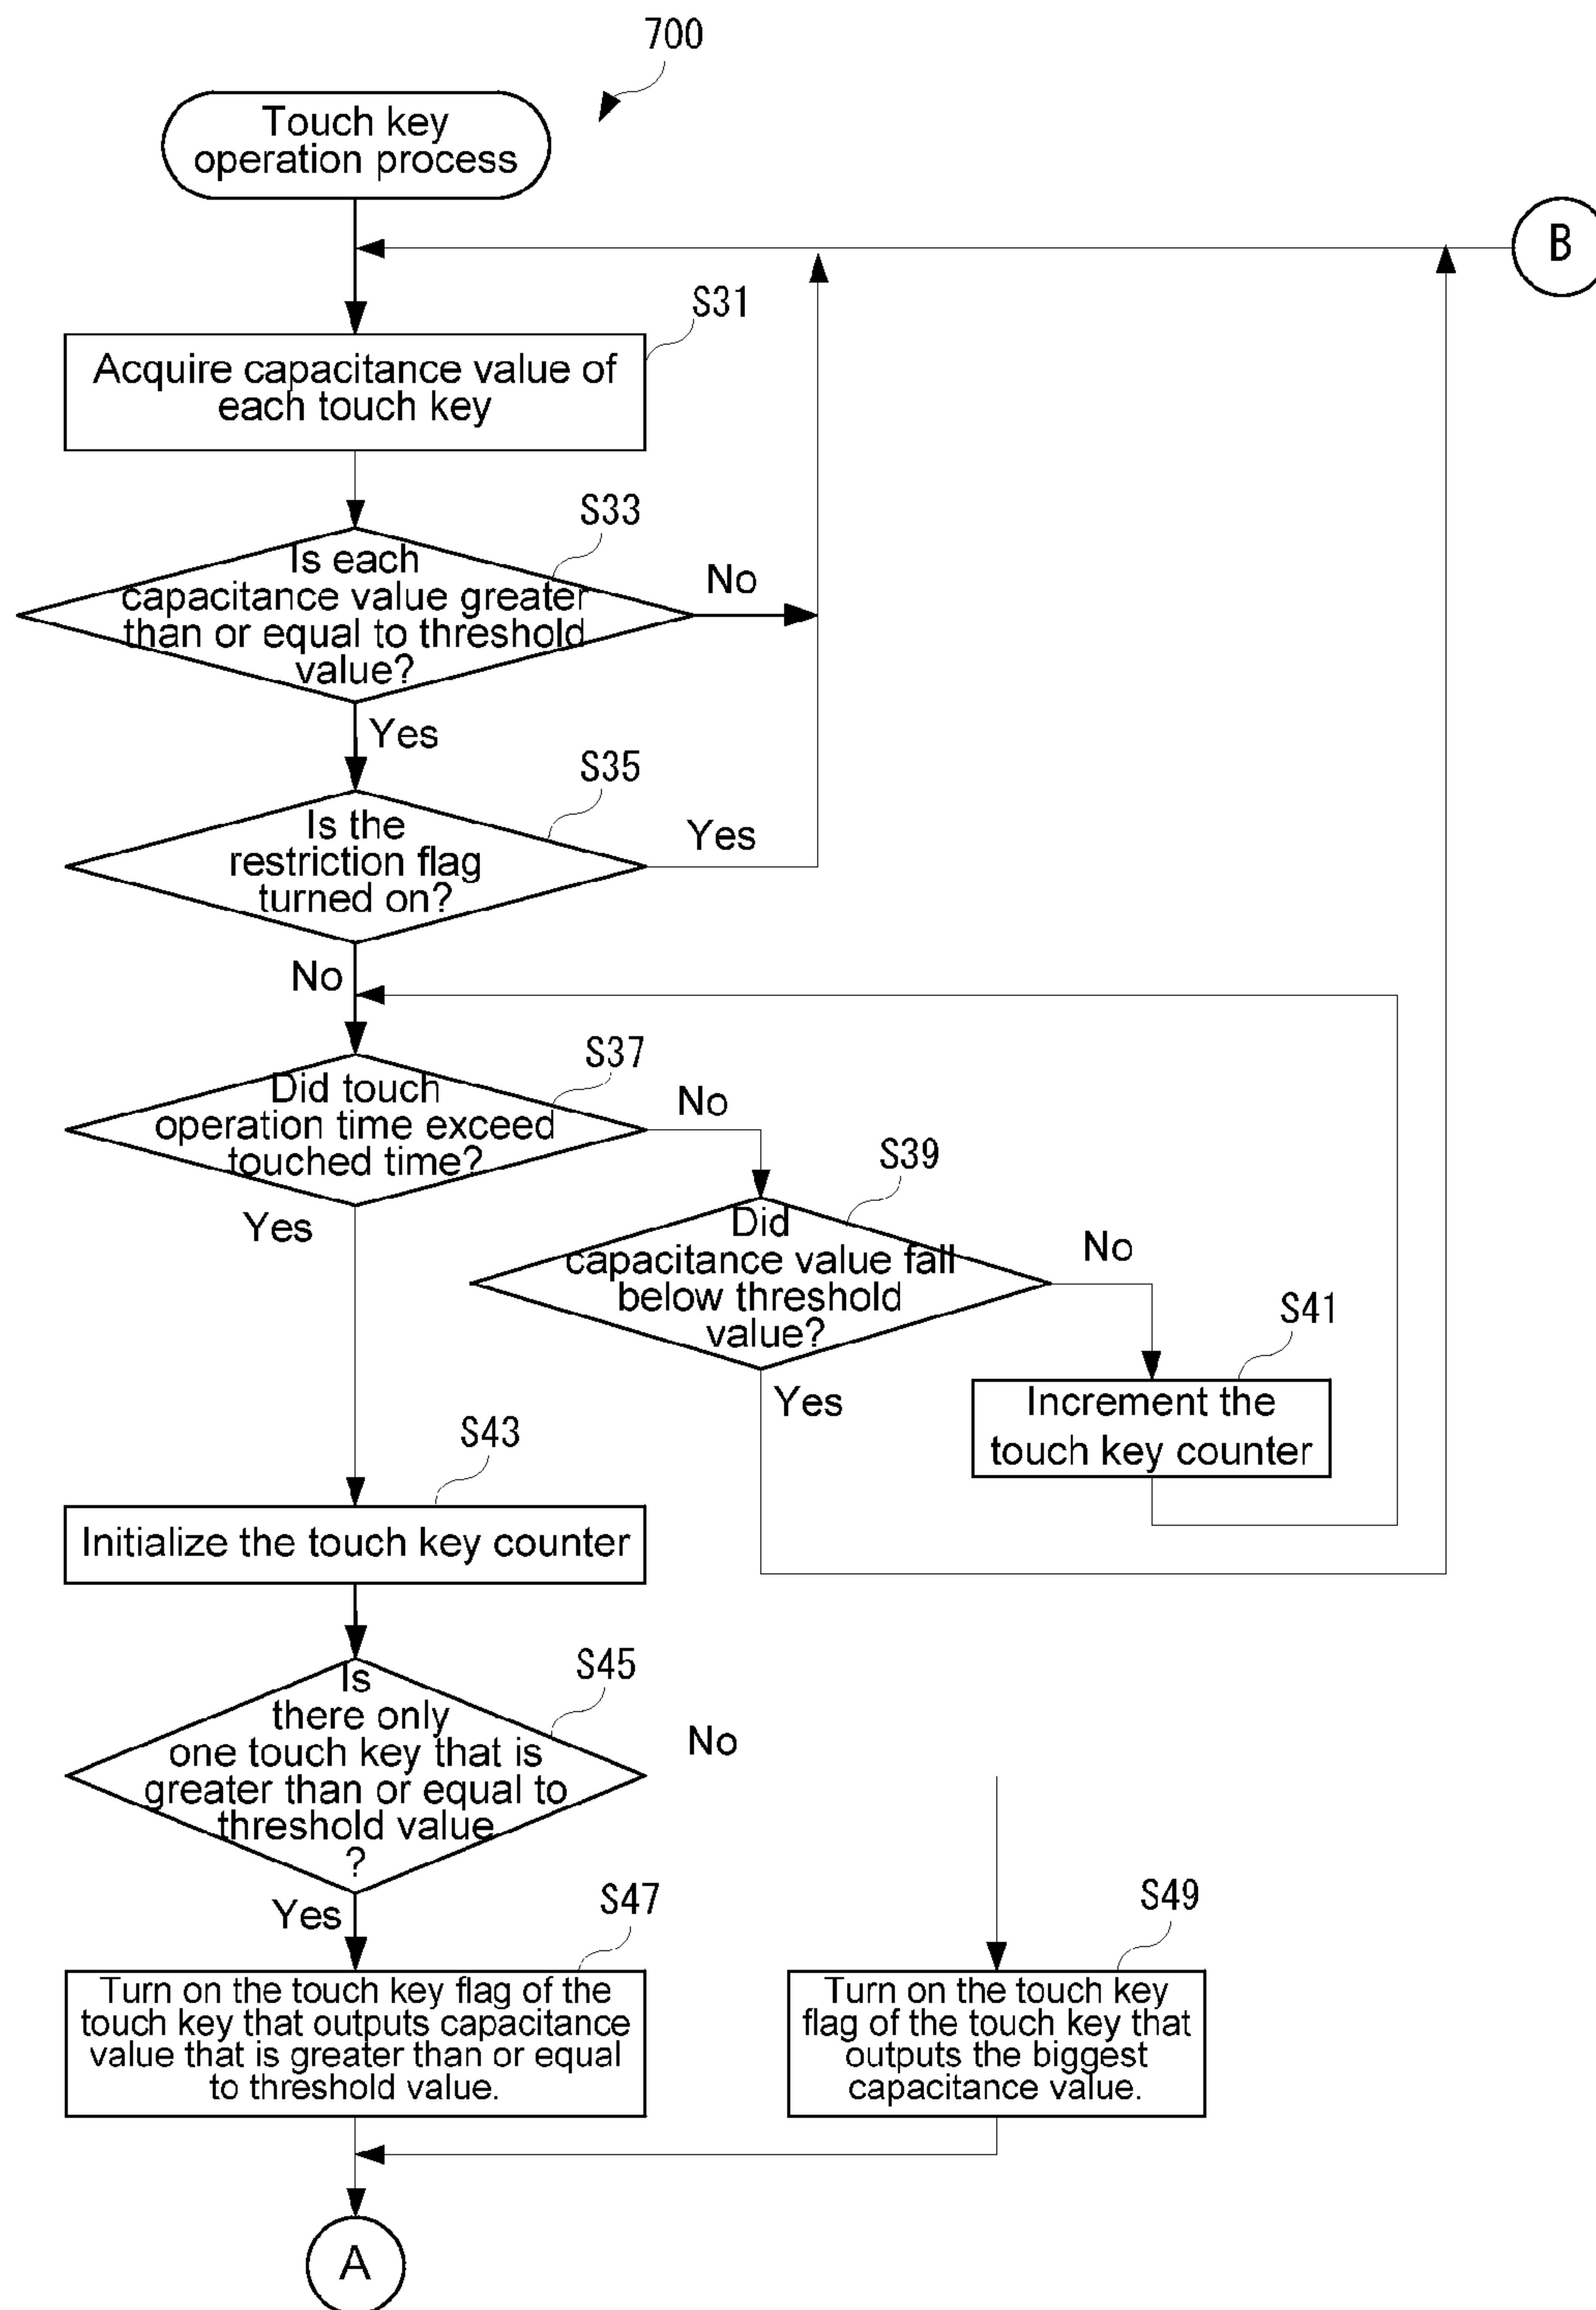 700
Touch key
operation process
B
S31
Acquire capacitance value of
each touch key
S33
Is each
capacitance value greater
than or equal to threshold
value?
No
Yes
S35
Is the
restriction flag
turned on?
Yes
No
S37
Did touch
operation time exceed
touched time?
No
Yes
S39
Did
capacitance value fall
below threshold
value?
No
Yes
S41
Increment the
touch key counter
S43
Initialize the touch key counter
S45
Is
there only
one touch key that is
greater than or equal to
threshold value
?
No
Yes
S47
Turn on the touch key flag of the
touch key that outputs capacitance
value that is greater than or equal
to threshold value.
S49
Turn on the touch key
flag of the touch key that
outputs the biggest
capacitance value.
A